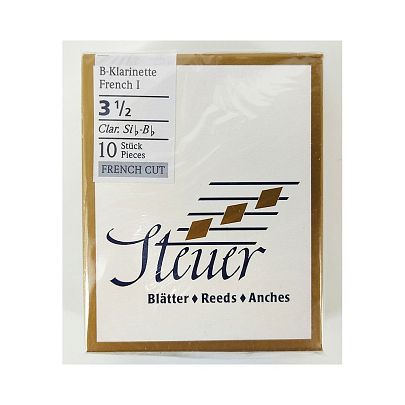 B-Klarinette
French I
3 1/2
Clar. Si♭-B♭
10 Stück
Pieces
FRENCH CUT
Steuer
Blätter ♦ Reeds ♦ Anches